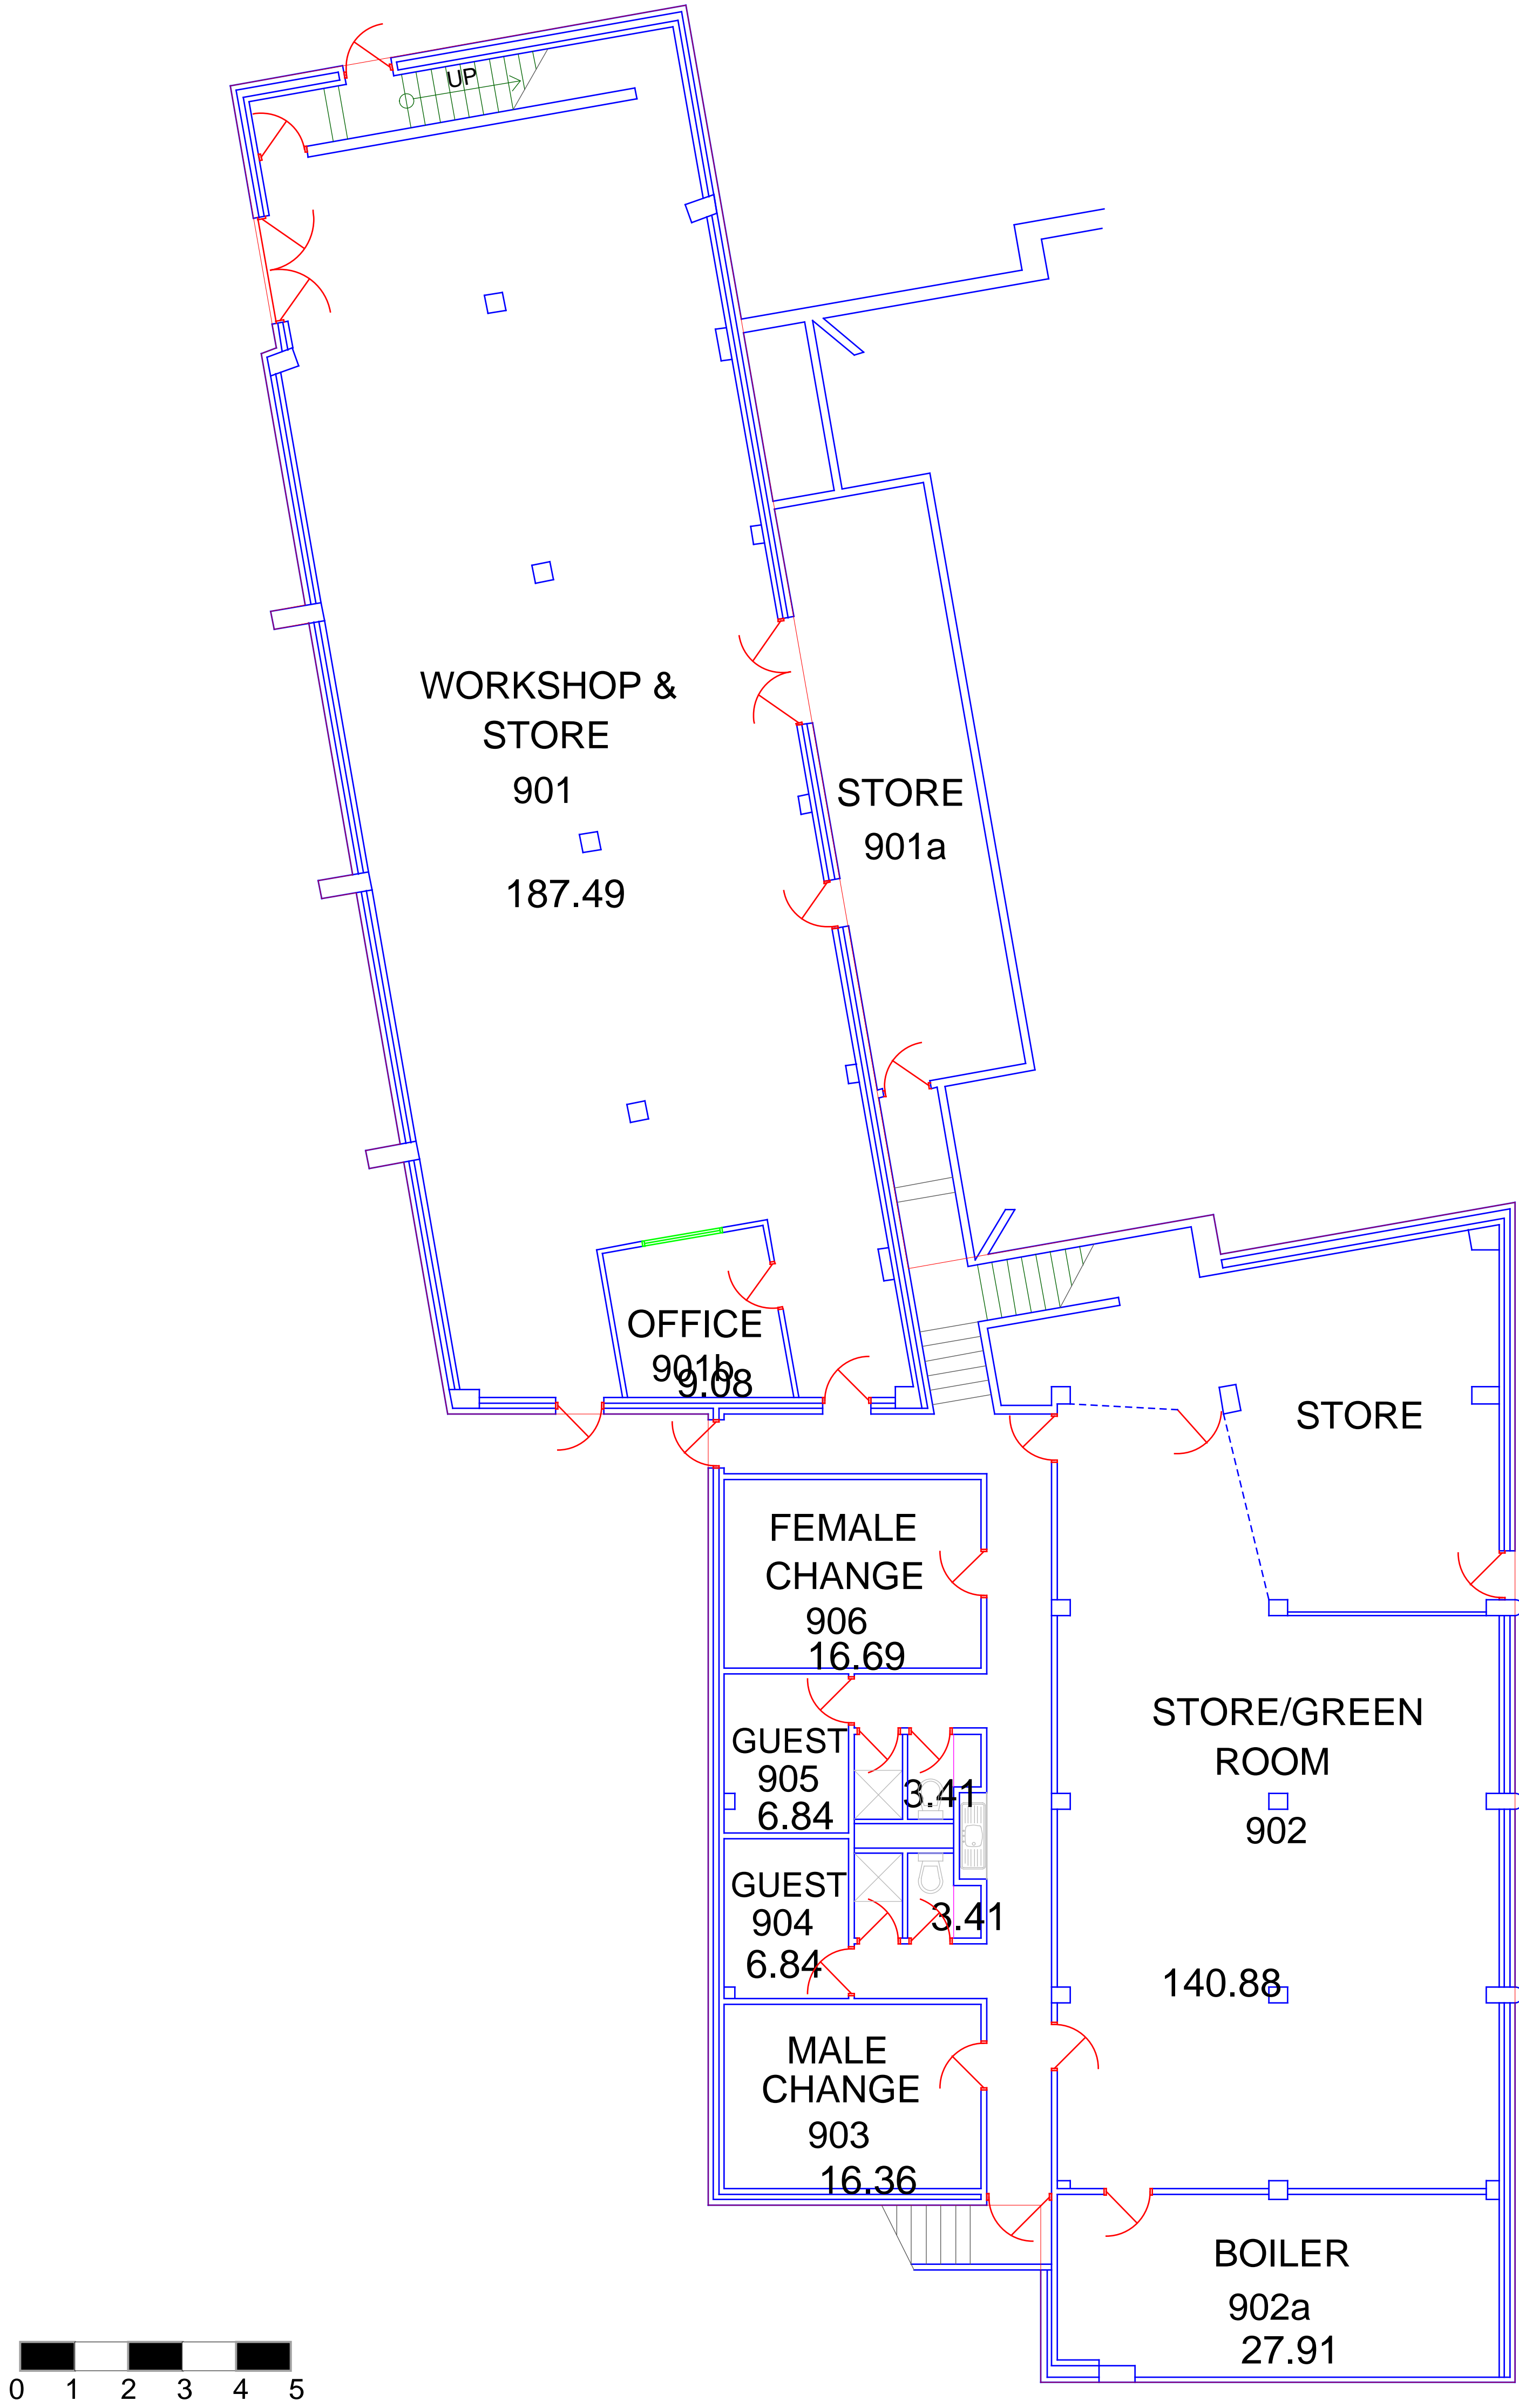 UP
WORKSHOP &
STORE
901
187.49
STORE
901a
OFFICE
901b
9.08
STORE
FEMALE
CHANGE
906
16.69
STORE/GREEN
ROOM
902
140.88
GUEST
905
6.84
3.41
GUEST
904
6.84
3.41
MALE
CHANGE
903
16.36
BOILER
902a
27.91
0 1 2 3 4 5